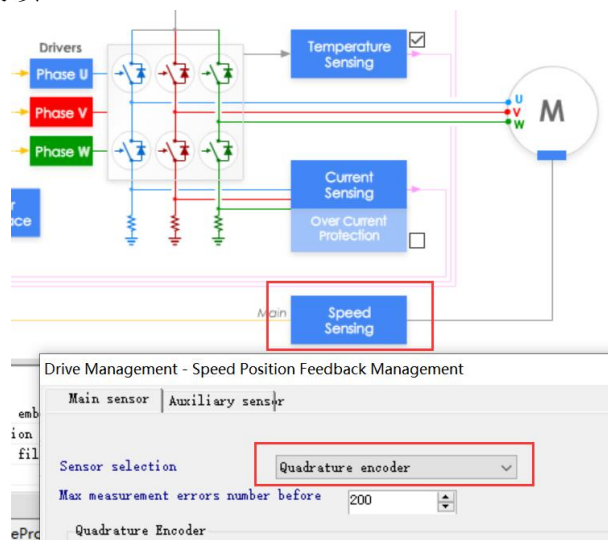 Drivers
Temperature
Sensing
Phase U
Phase V
Phase W
U
V
W
M
Current
Sensing
Over Current
Protection
Main
Speed
Sensing
Drive Management - Speed Position Feedback Management
Main sensor
Auxiliary sensor
Sensor selection
Quadrature encoder
Max measurement errors number before
200
Quadrature Encoder